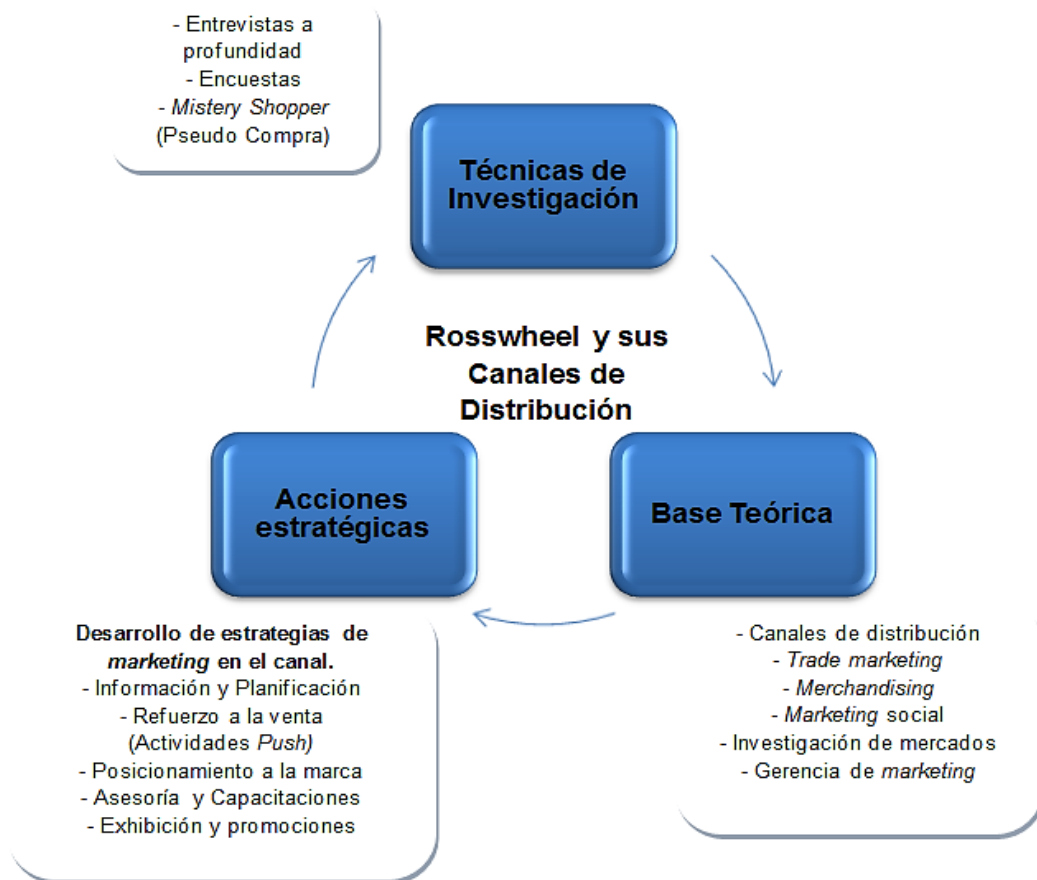 - Entrevistas a
profundidad
- Encuestas
- Mistery Shopper
(Pseudo Compra)
Técnicas de
Investigación
Rosswheel y sus
Canales de
Distribución
Acciones
estratégicas
Base Teórica
Desarrollo de estrategias de
marketing en el canal.
- Información y Planificación
- Refuerzo a la venta
(Actividades Push)
- Posicionamiento a la marca
- Asesoría y Capacitaciones
- Exhibición y promociones
- Canales de distribución
- Trade marketing
- Merchandising
- Marketing social
- Investigación de mercados
- Gerencia de marketing